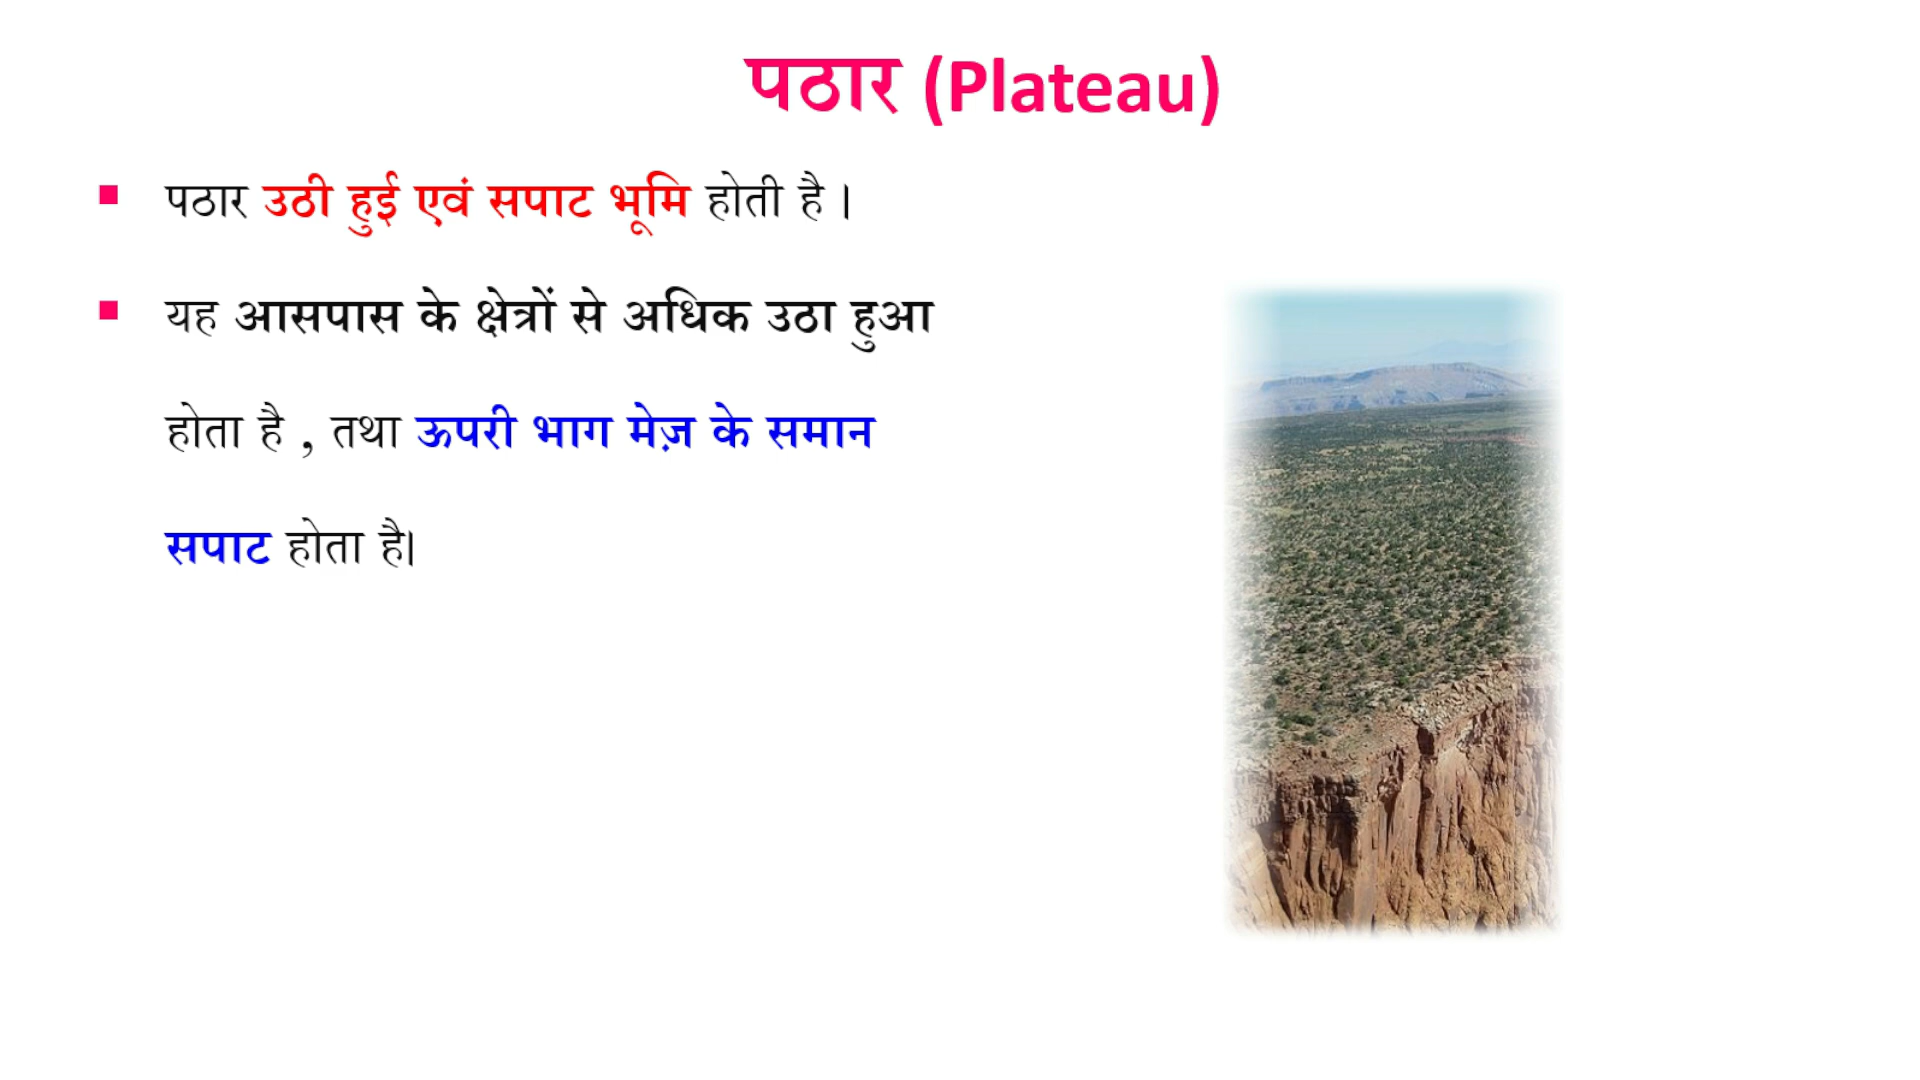 पठार (Plateau)
▪ पठार उठी हुई एवं सपाट भूमि होती है ।
▪ यह आसपास के क्षेत्रों से अधिक उठा हुआ
होता है , तथा ऊपरी भाग मेज़ के समान
सपाट होता है।